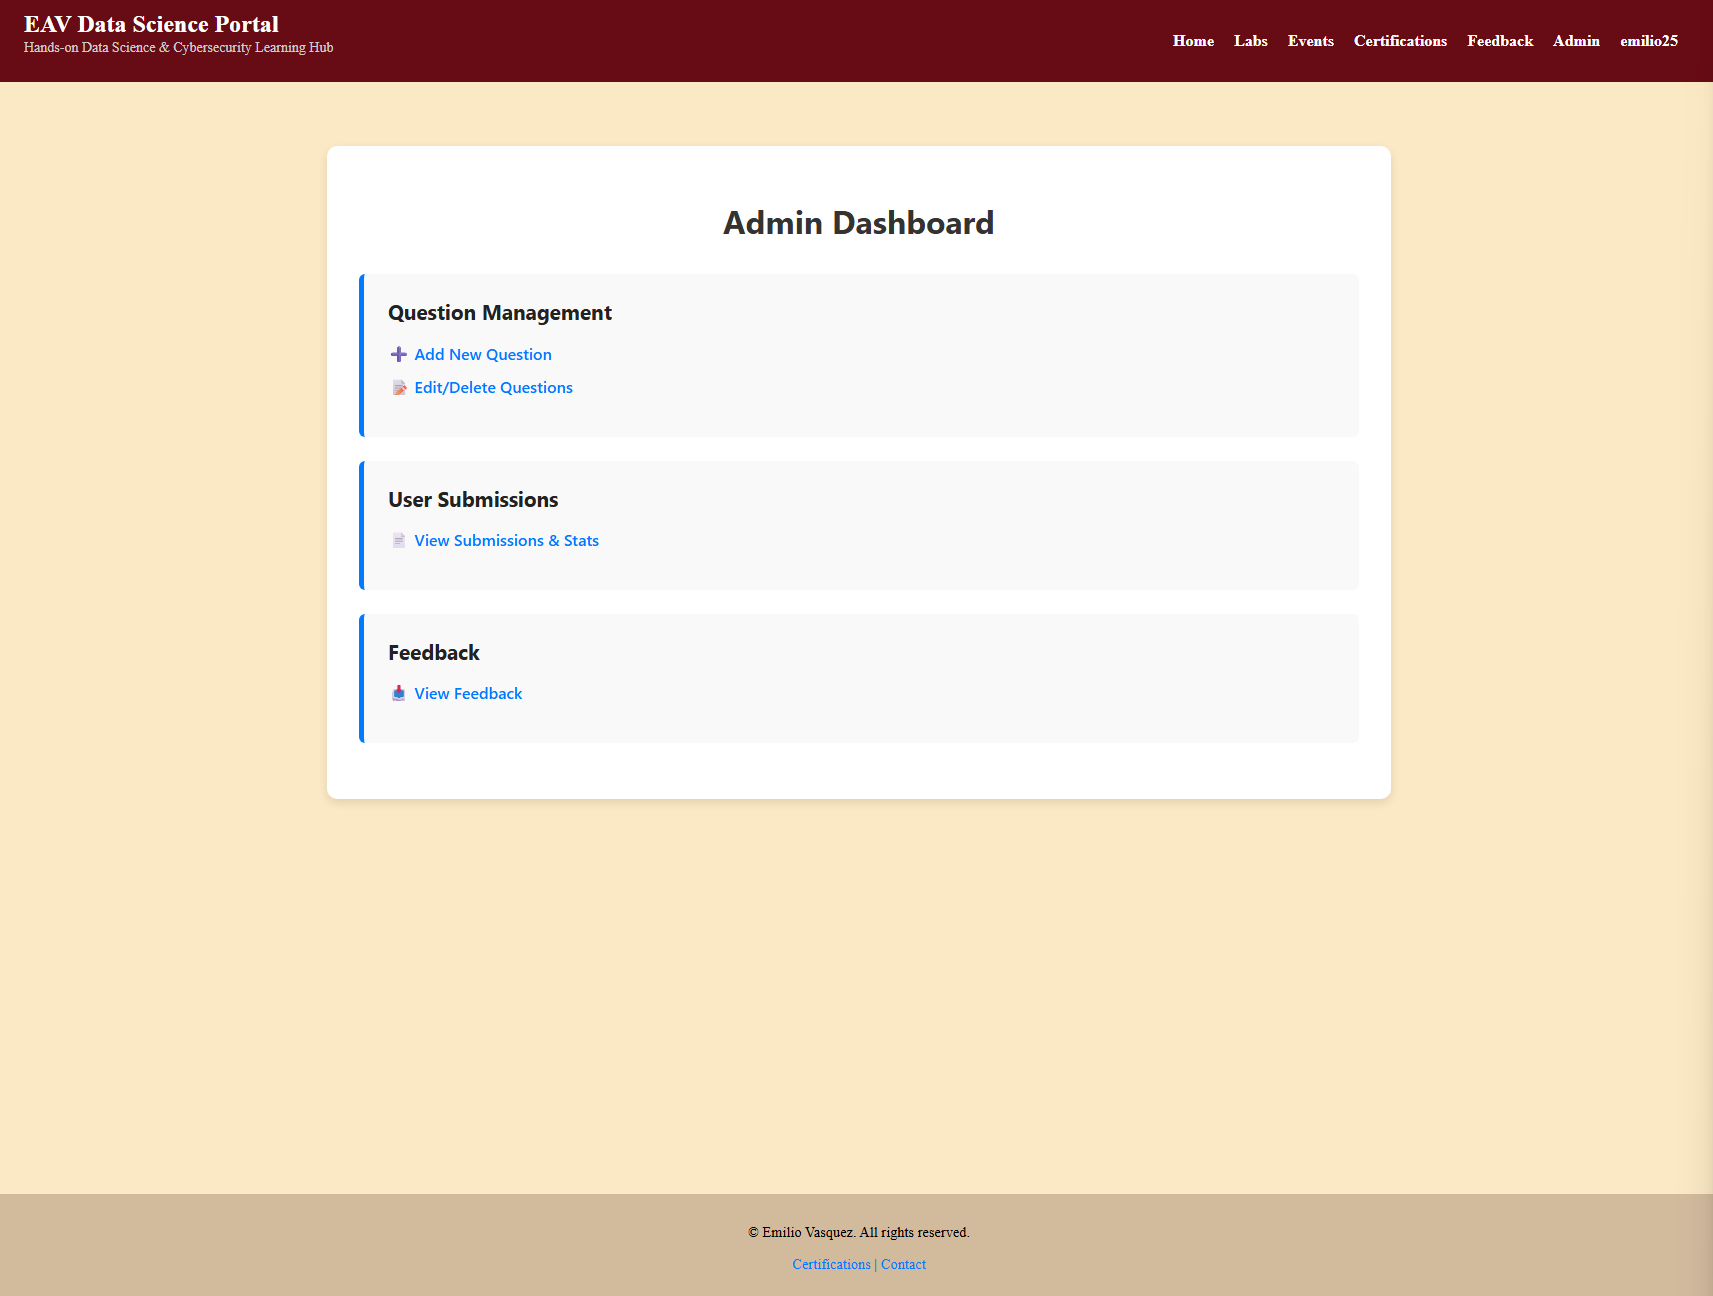 EAV Data Science Portal
Hands-on Data Science & Cybersecurity Learning Hub
Home Labs Events Certifications Feedback Admin emilio25
Admin Dashboard
Question Management
Add New Question
Edit/Delete Questions
User Submissions
View Submissions & Stats
Feedback
View Feedback
© Emilio Vasquez. All rights reserved.
Certifications | Contact